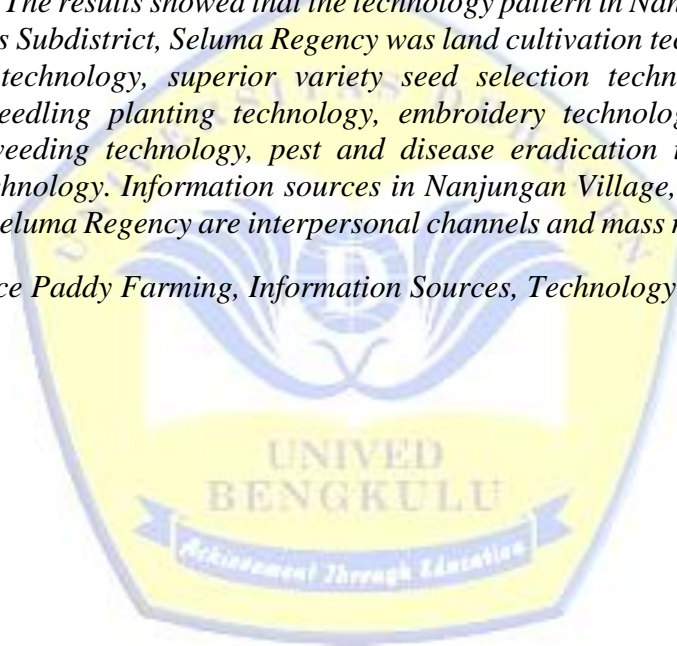 The results showed that the technology pattern in Nan
s Subdistrict, Seluma Regency was land cultivation tec
technology, superior variety seed selection techn
eedling planting technology, embroidery technolog
weeding technology, pest and disease eradication
chnology. Information sources in Nanjungan Village,
eluma Regency are interpersonal channels and mass
ce Paddy Farming, Information Sources, Technology
UNIVED
BENGKULU
Achievement Through Education